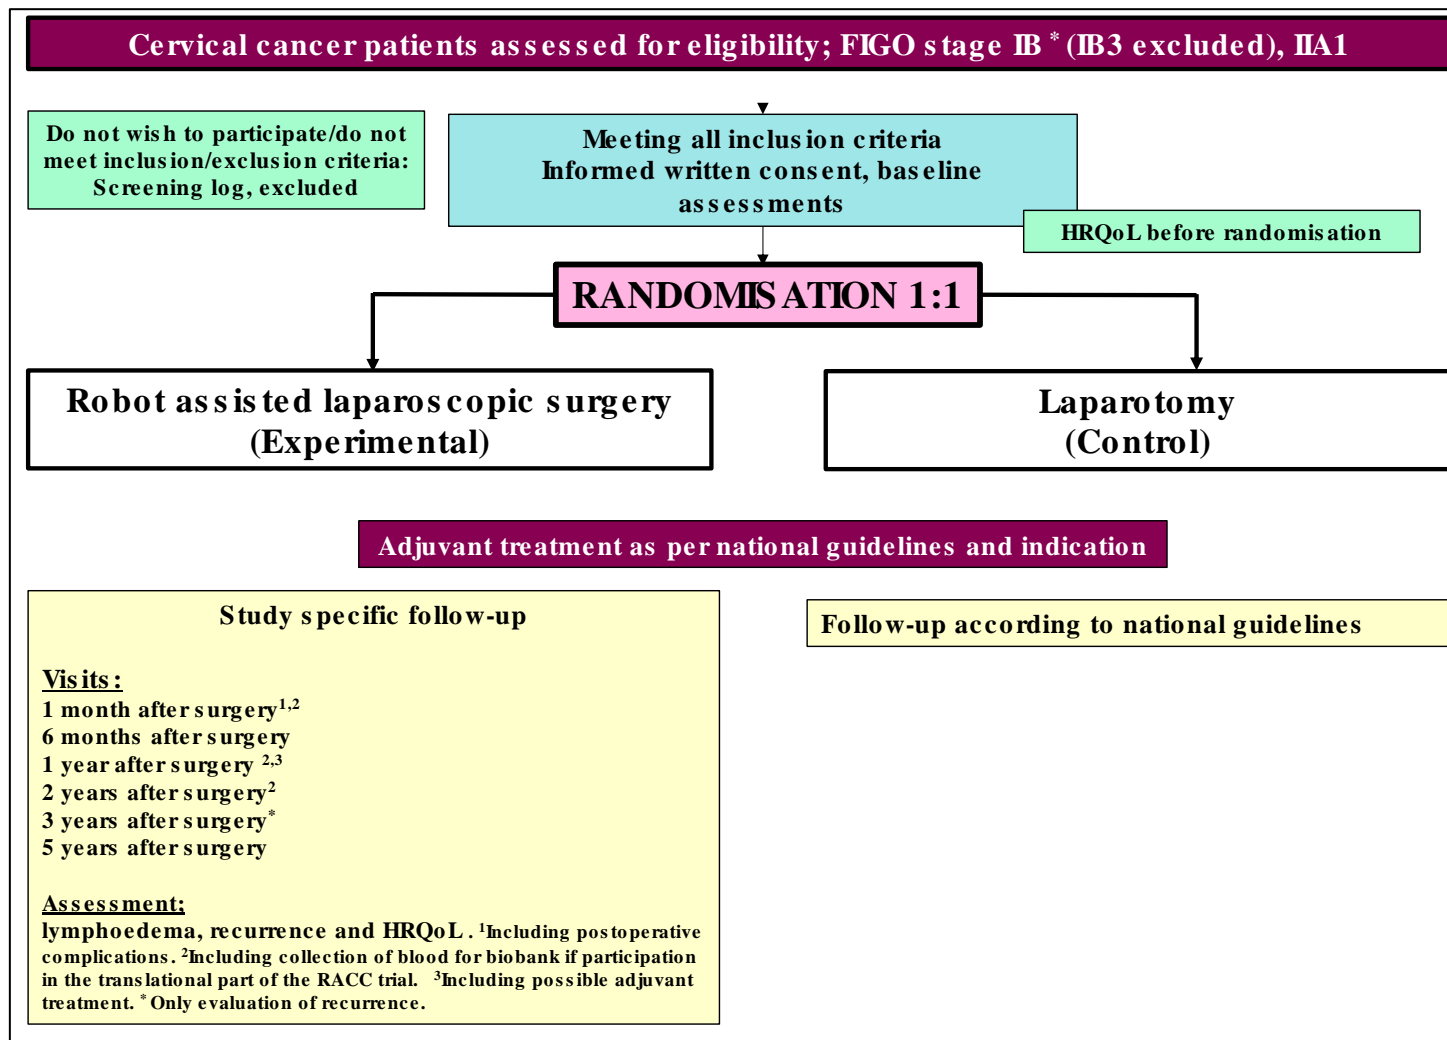 Cervical cancer patients assessed for eligibility; FIGO stage IB* (IB3 excluded), IIA1
Do not wish to participate/do not
meet inclusion/exclusion criteria:
Screening log, excluded
Meeting all inclusion criteria
Informed written consent, baseline
assessments
HRQoL before randomisation
RANDOMISATION 1:1
Robot assisted laparoscopic surgery
(Experimental)
Laparotomy
(Control)
Adjuvant treatment as per national guidelines and indication
Study specific follow-up
Visits:
1 month after surgery1,2
6 months after surgery
1 year after surgery 2,3
2 years after surgery2
3 years after surgery*
5 years after surgery
Assessment;
lymphoedema, recurrence and HRQoL. 1Including postoperative
complications. 2Including collection of blood for biobank if participation
in the translational part of the RACC trial. 3Including possible adjuvant
treatment. *Only evaluation of recurrence.
Follow-up according to national guidelines